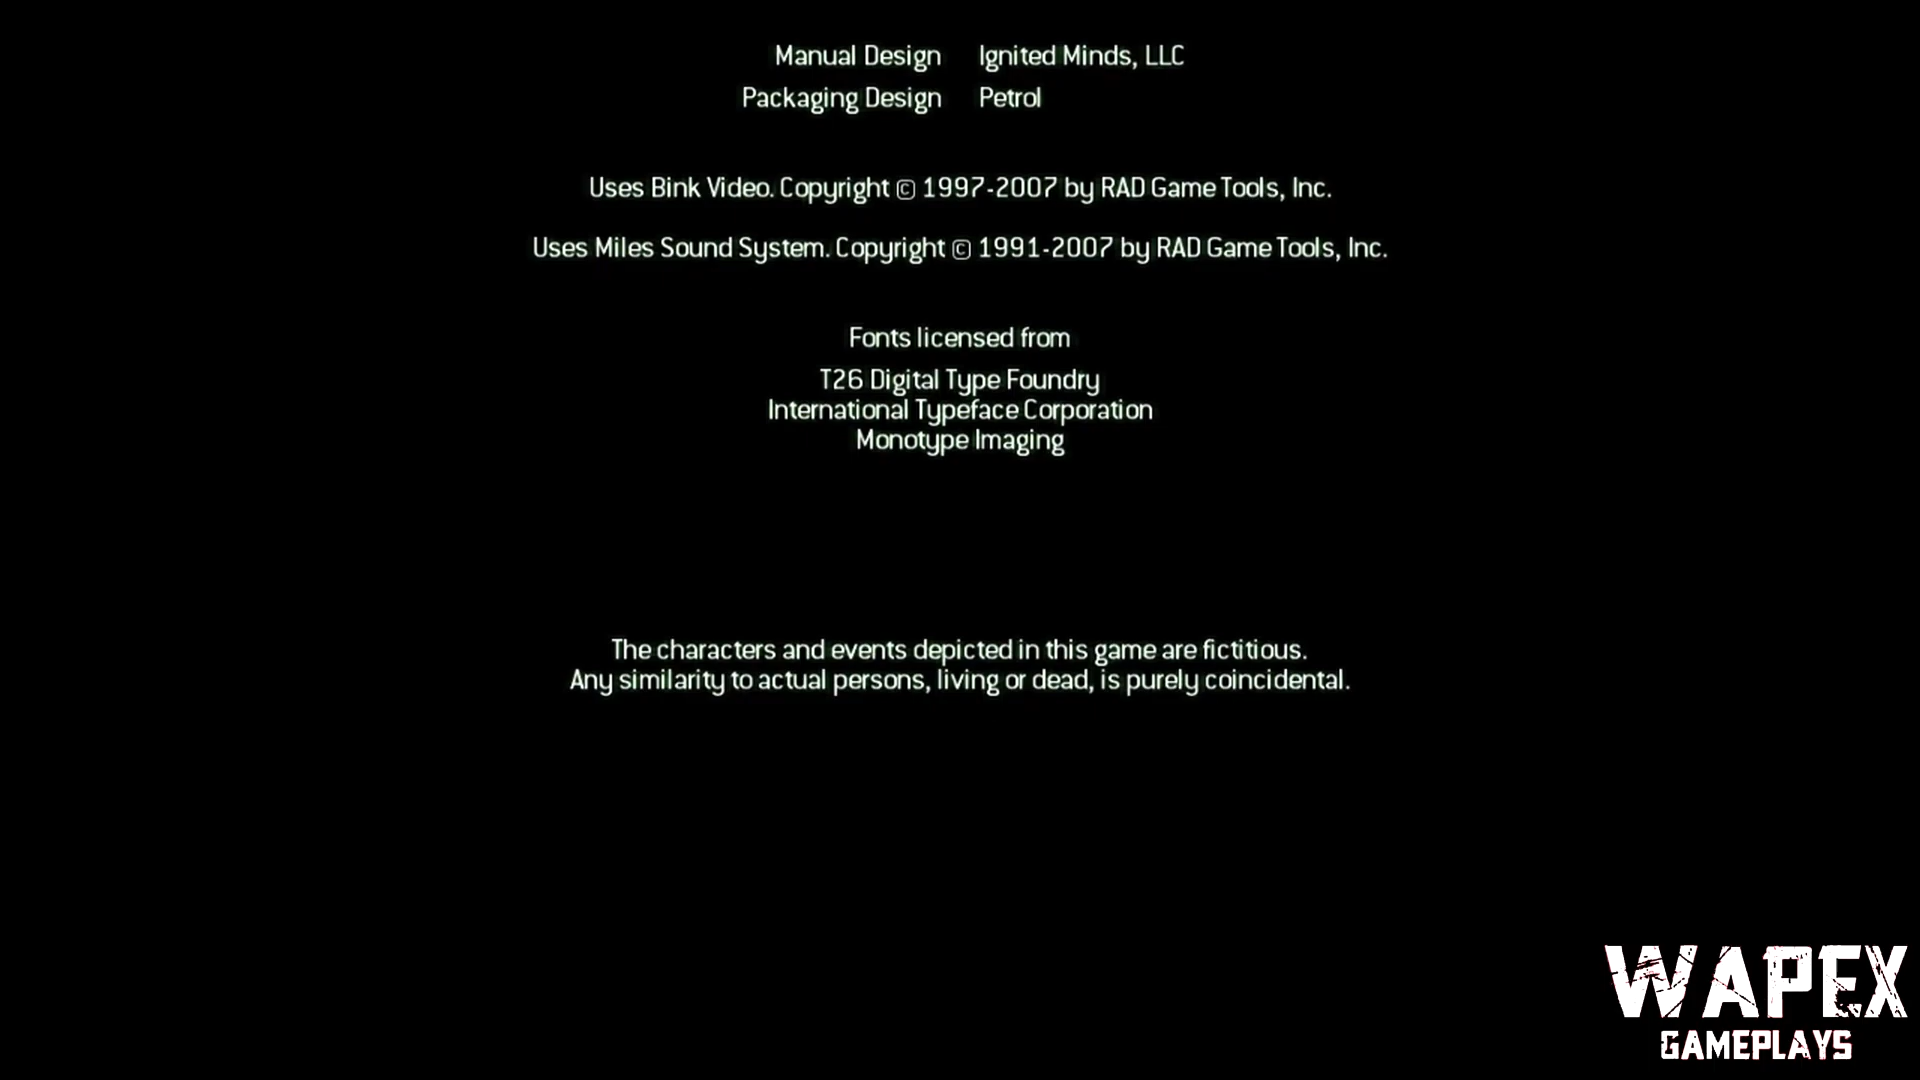 Manual Design Ignited Minds, LLC
Packaging Design Petrol
Uses Bink Video. Copyright © 1997-2007 by RAD Game Tools, Inc.
Uses Miles Sound System. Copyright © 1991-2007 by RAD Game Tools, Inc.
Fonts licensed from
T26 Digital Type Foundry
International Typeface Corporation
Monotype Imaging
The characters and events depicted in this game are fictitious.
Any similarity to actual persons, living or dead, is purely coincidental.
WAPEX
GAMEPLAYS